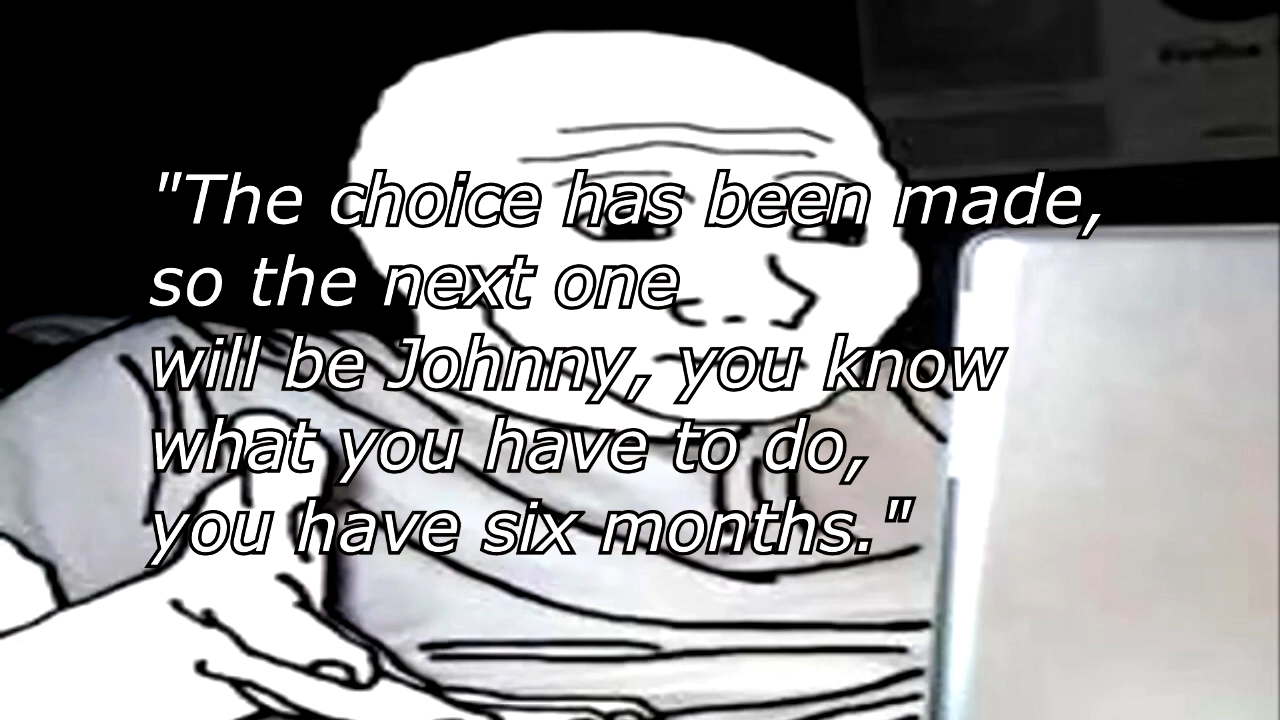 "The choice has been made,
so the next one
will be Johnny, you know
what you have to do,
you have six months."